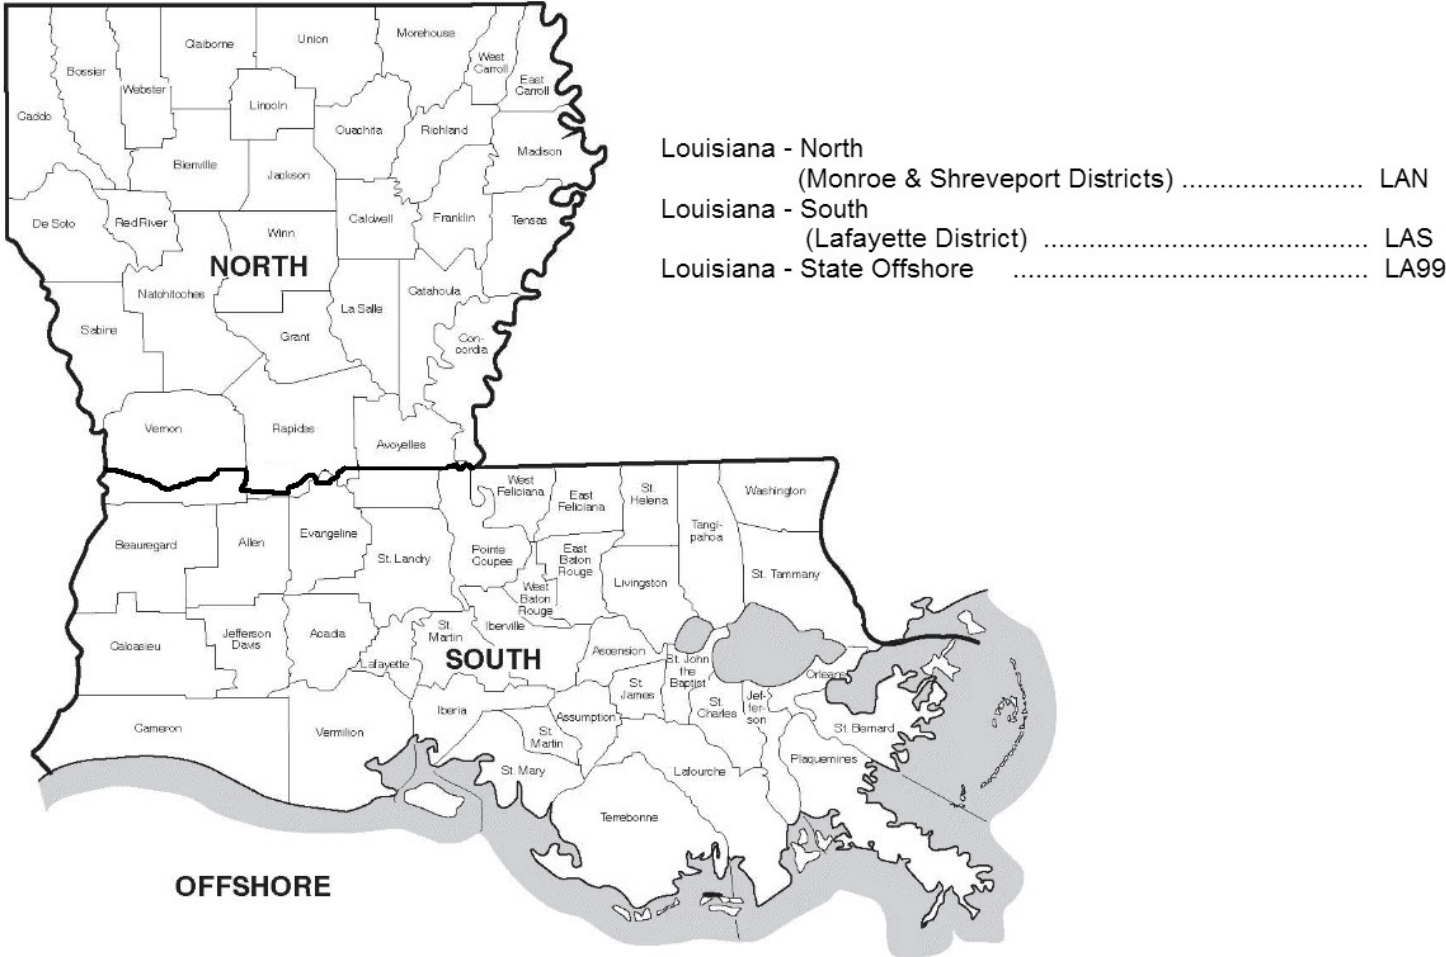 Claiborne
Union
Morehouse
West
Carroll
East
Carroll
Bossier
Webster
Caddo
Lincoln
Ouachita
Richland
Madison
Bienville
Jackson
De Soto
Red River
Winn
Caldwell
Franklin
Tensas
NORTH
Natchitoches
La Salle
Catahoula
Sabine
Grant
Con-
cordia
Vernon
Rapides
Avoyelles
Louisiana - North
(Monroe & Shreveport Districts) ........................ LAN
Louisiana - South
(Lafayette District) ........................................... LAS
Louisiana - State Offshore ............................................... LA99
West
Feliciana
East
Feliciana
St.
Helena
Washington
Tangi-
pahoa
Beauregard
Allen
Evangeline
St. Landry
Pointe
Coupee
East
Baton
Rouge
Livingston
St. Tammany
West
Baton
Rouge
Calcasieu
Jefferson
Davis
Acadia
Lafayette
St.
Martin
Iberville
SOUTH
Ascension
St. John
the
Baptist
Orleans
St.
James
St.
Charles
Jef-
fer-
son
Cameron
Vermilion
Iberia
Assumption
St.
Martin
St. Bernard
St. Mary
Lafourche
Plaquemines
Terrebonne
OFFSHORE